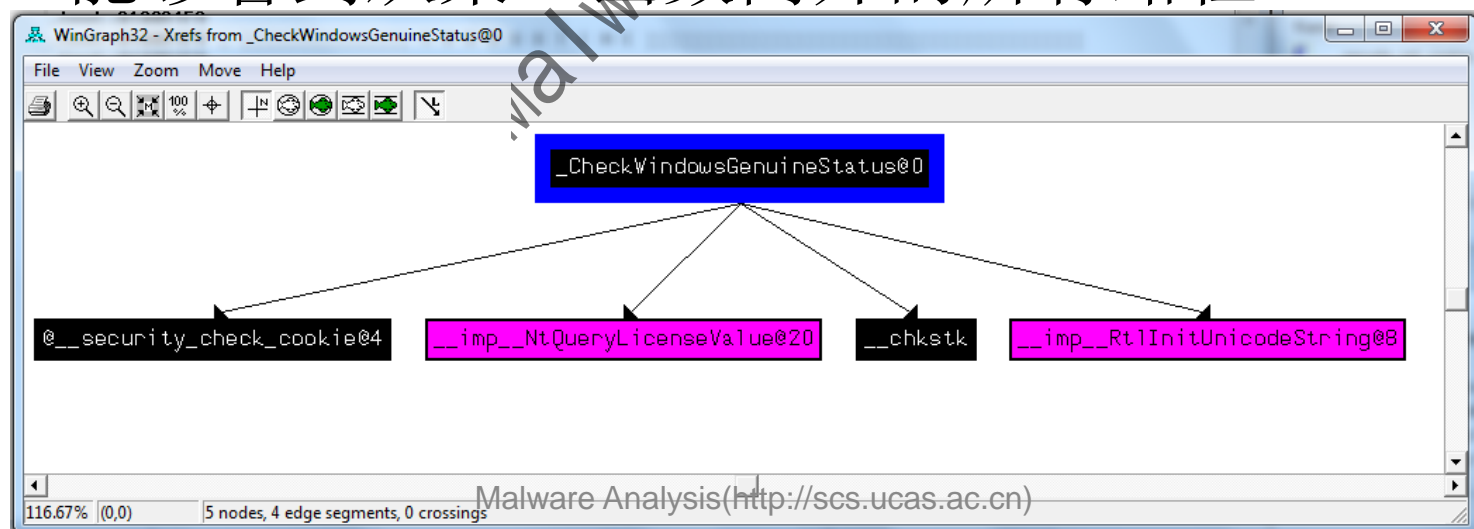 WinGraph32 - Xrefs from _CheckWindowsGenuineStatus@0
File View Zoom Move Help
100 %
N
_CheckWindowsGenuineStatus@0
@__security_check_cookie@4
__imp__NtQueryLicenseValue@20
__chkstk
__imp__RtlInitUnicodeString@8
Malware Analysis(http://scs.ucas.ac.cn)
116.67% (0,0) 5 nodes, 4 edge segments, 0 crossings